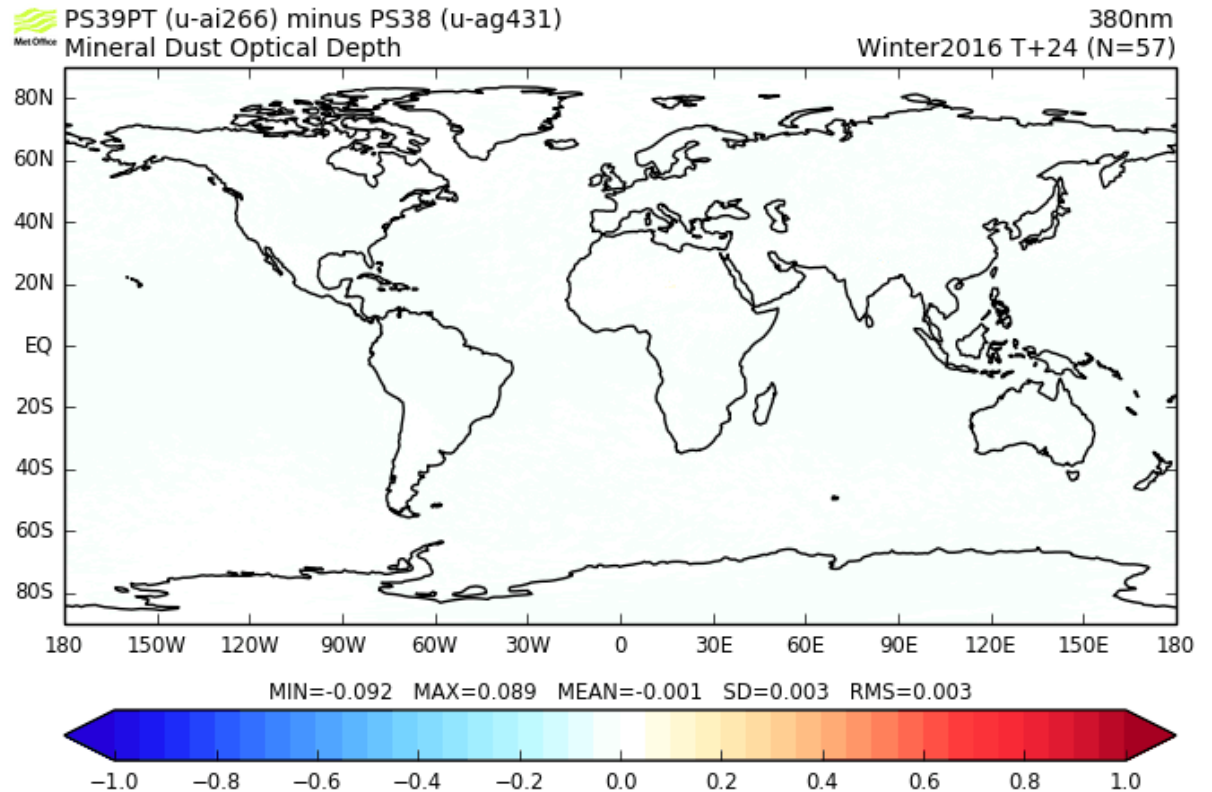 PS39PT (u-ai266) minus PS38 (u-ag431) 380nm
Met Office Mineral Dust Optical Depth Winter2016 T+24 (N=57)
80N
60N
40N
20N
EQ
20S
40S
60S
80S
180 150W 120W 90W 60W 30W 0 30E 60E 90E 120E 150E 180
MIN=-0.092 MAX=0.089 MEAN=-0.001 SD=0.003 RMS=0.003
−1.0 −0.8 −0.6 −0.4 −0.2 0.0 0.2 0.4 0.6 0.8 1.0